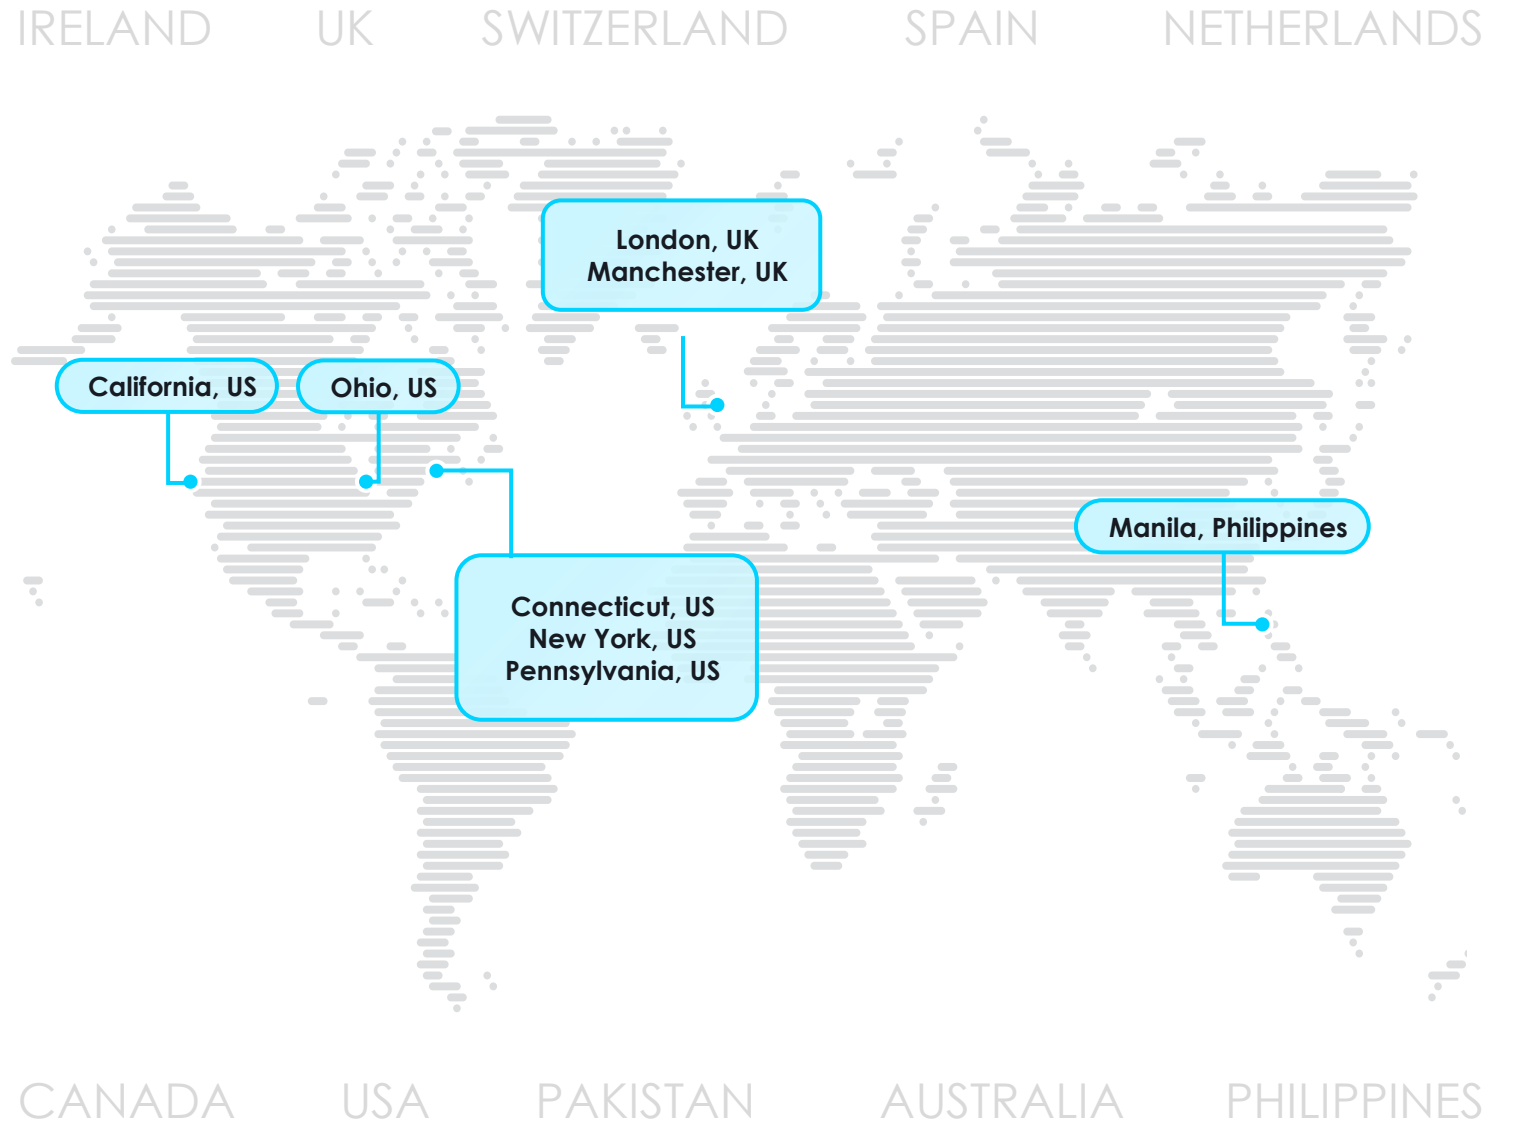 IRELAND UK SWITZERLAND SPAIN NETHERLANDS
London, UK
Manchester, UK
California, US
Ohio, US
Manila, Philippines
Connecticut, US
New York, US
Pennsylvania, US
CANADA USA PAKISTAN AUSTRALIA PHILIPPINES